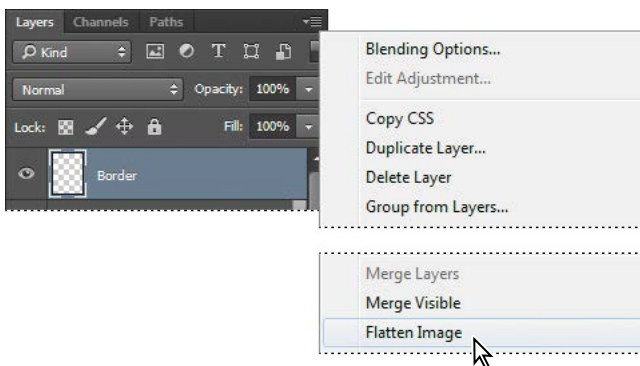 Layers Channels Paths
Kind T
Normal Opacity: 100%
Lock: Fill: 100%
Border
Blending Options...
Edit Adjustment...
Copy CSS
Duplicate Layer...
Delete Layer
Group from Layers...
Merge Layers
Merge Visible
Flatten Image